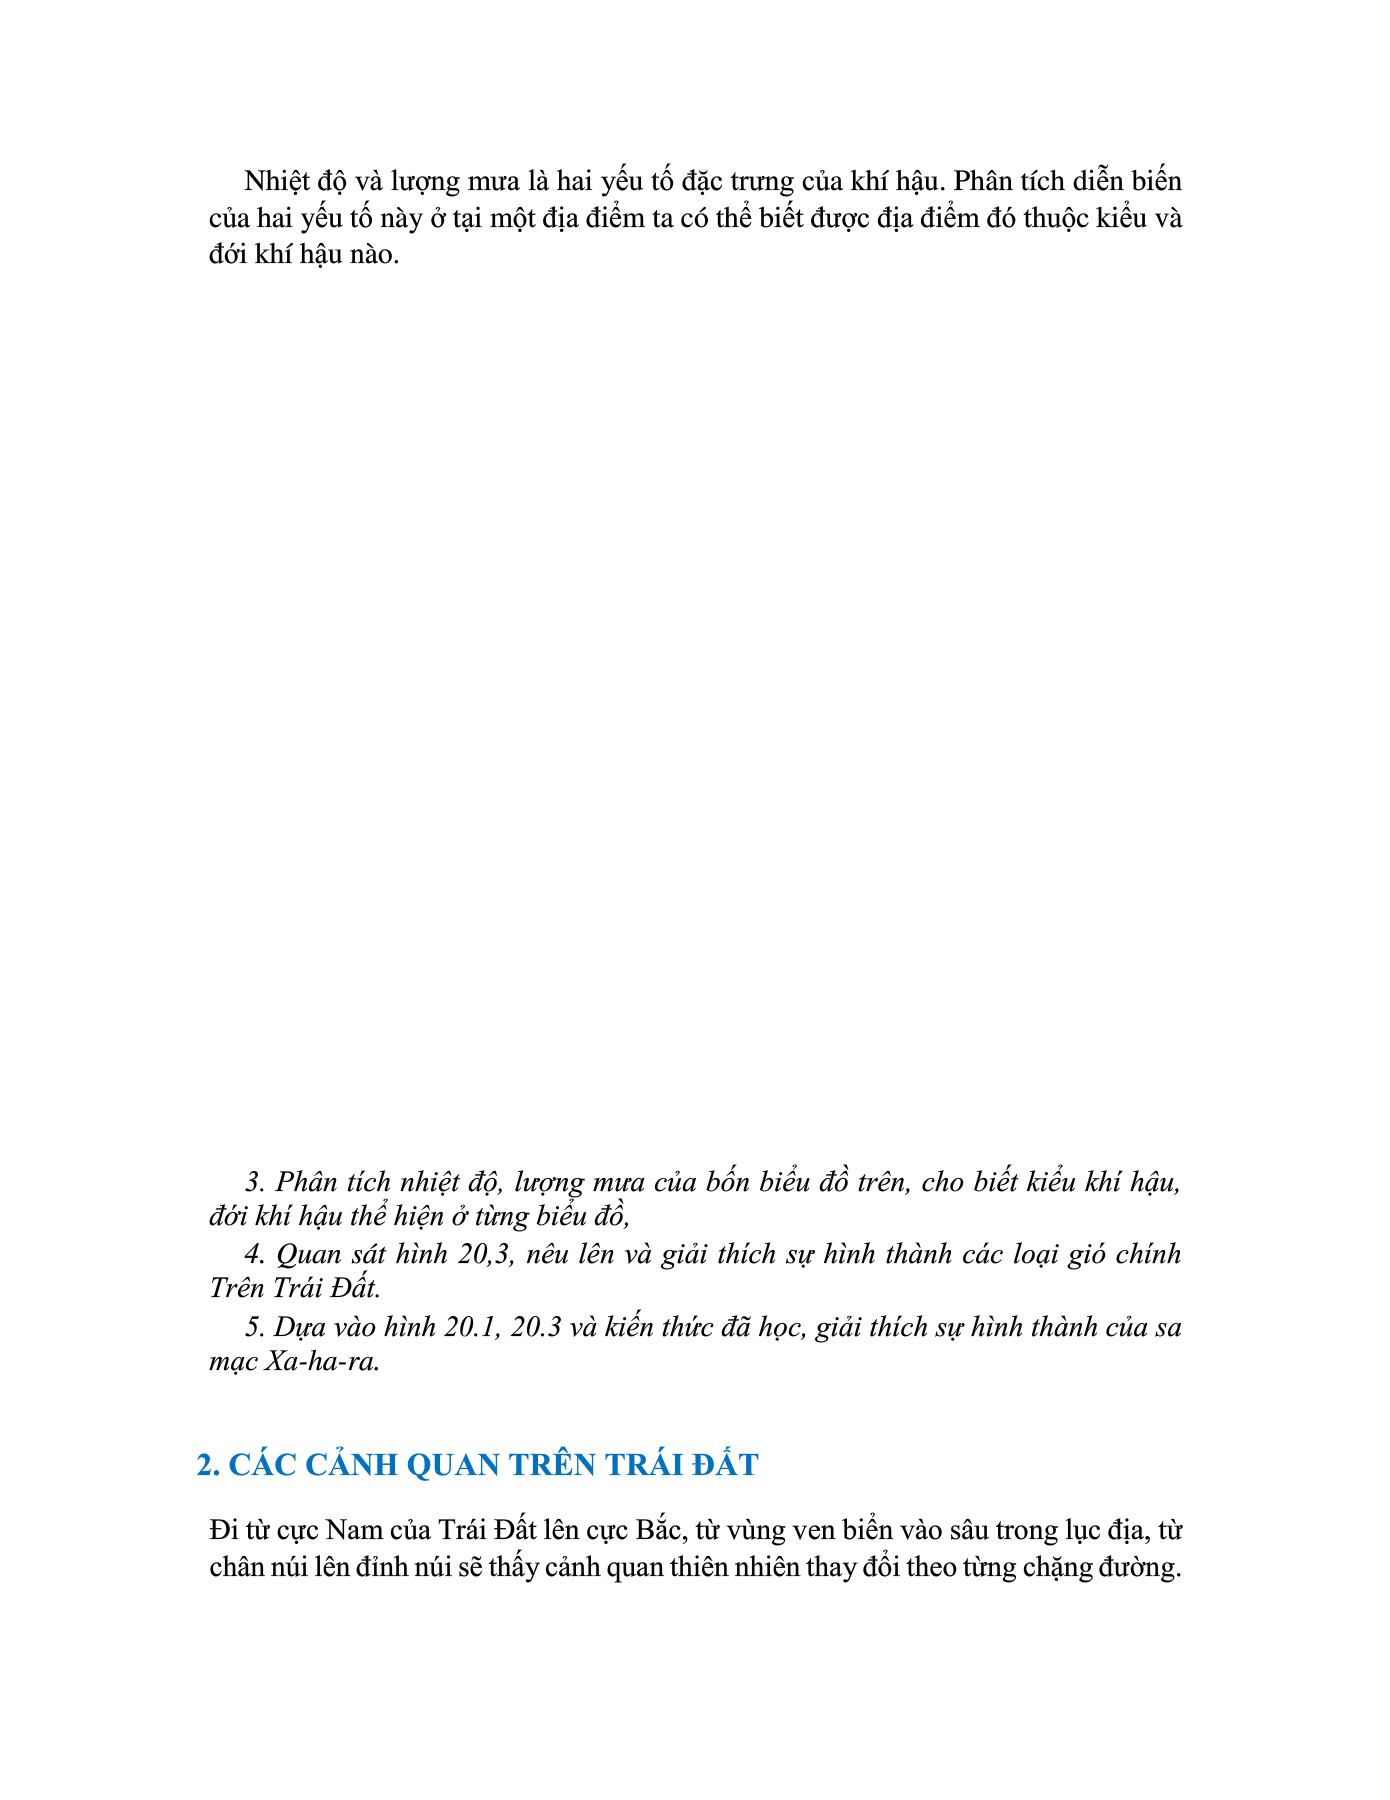 Nhiệt độ và lượng mưa là hai yếu tố đặc trưng của khí hậu. Phân tích diễn biến
của hai yếu tố này ở tại một địa điểm ta có thể biết được địa điểm đó thuộc kiểu và
đới khí hậu nào.
3. Phân tích nhiệt độ, lượng mưa của bốn biểu đồ trên, cho biết kiểu khí hậu,
đới khí hậu thể hiện ở từng biểu đồ,
4. Quan sát hình 20,3, nêu lên và giải thích sự hình thành các loại gió chính
Trên Trái Đất.
5. Dựa vào hình 20.1, 20.3 và kiến thức đã học, giải thích sự hình thành của sa
mạc Xa-ha-ra.
2. CÁC CẢNH QUAN TRÊN TRÁI ĐẤT
Đi từ cực Nam của Trái Đất lên cực Bắc, từ vùng ven biển vào sâu trong lục địa, từ
chân núi lên đỉnh núi sẽ thấy cảnh quan thiên nhiên thay đổi theo từng chặng đường.